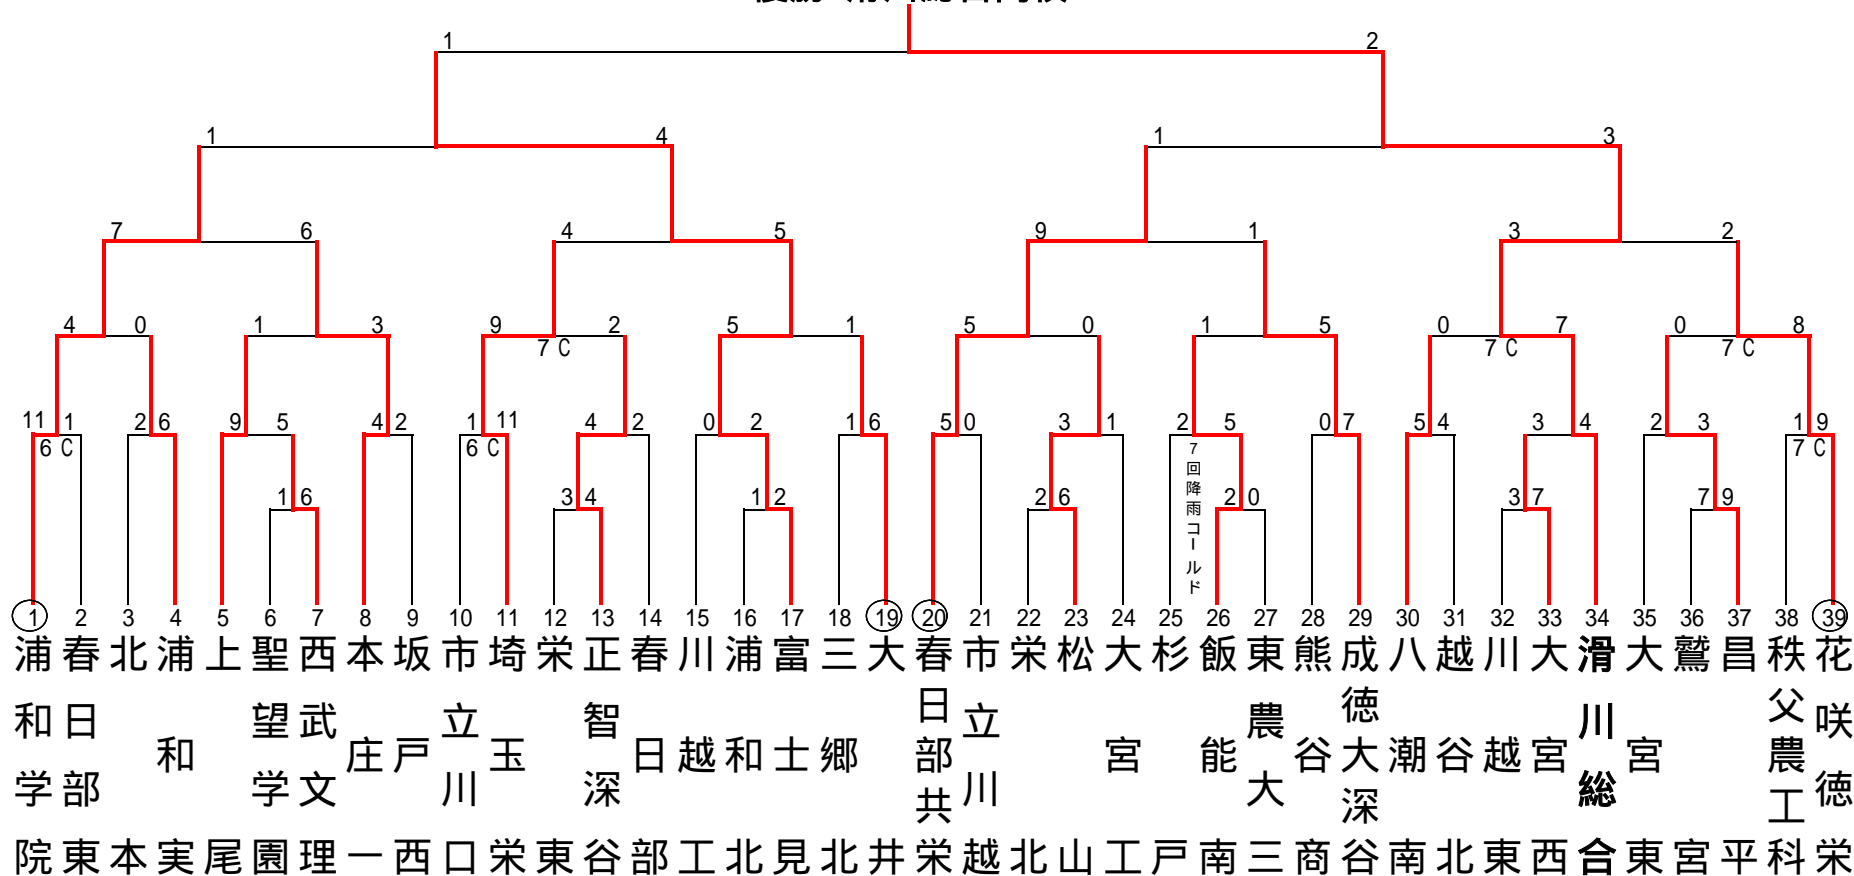 1 2
1 4 1 3
7 6 4 5 9 1 3 2
4 0 1 3 9 2 5 1 5 0 1 5 0 7 0 8
7 C 7 C 7 C
11 1 2 6 9 5 4 2 1 11 4 2 0 2 1 6 5 0 3 1 2 5 0 7 5 4 3 4 2 3 1 9
6 C 6 C 7 C
7回降雨コールド
1 6 3 4 1 2 2 6 2 0 3 7 7 9
1 2 3 4 5 6 7 8 9 10 11 12 13 14 15 16 17 18 19 20 21 22 23 24 25 26 27 28 29 30 31 32 33 34 35 36 37 38 39
浦和学院
春日部東
北本
浦和実
上尾
聖望学園
西武文理
本庄一
坂戸西
市立川口
埼玉栄
栄東
正智深谷
春日部
川越工
浦和北
富士見
三郷北
大井
春日部共栄
市立川越
栄北
松山
大宮工
杉戸
飯能南
東農大三
熊谷商
成徳大深谷
八潮南
越谷北
川越東
大宮西
滑川総合
大宮東
鷲宮
昌平
秩父農工科
花咲徳栄